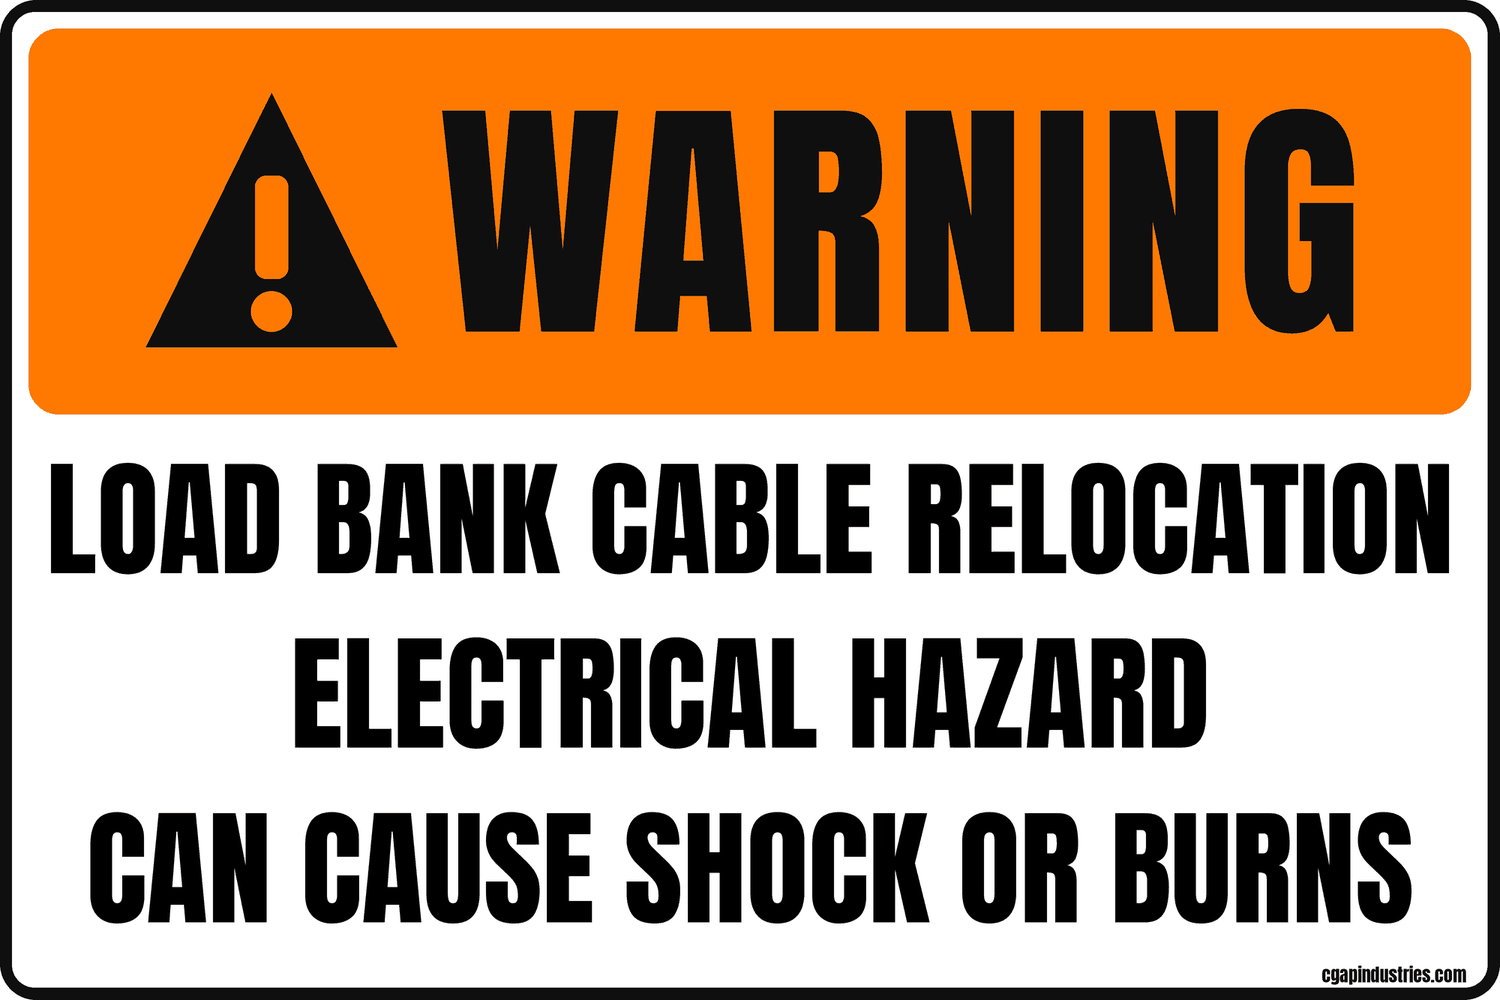 WARNING
LOAD BANK CABLE RELOCATION
ELECTRICAL HAZARD
CAN CAUSE SHOCK OR BURNS
cgapindustries.com